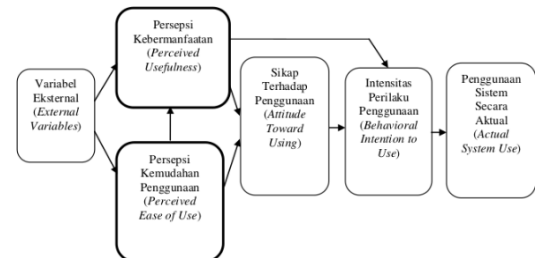 Persepsi
Kebermanfaatan
(Perceived
Usefulness)
Variabel
Eksternal
(External
Variables)
Persepsi
Kemudahan
Penggunaan
(Perceived
Ease of Use)
Sikap
Terhadap
Penggunaan
(Attitude
Toward
Using)
Intensitas
Perilaku
Penggunaan
(Behavioral
Intention to
Use)
Penggunaan
Sistem
Secara
Aktual
(Actual
System Use)